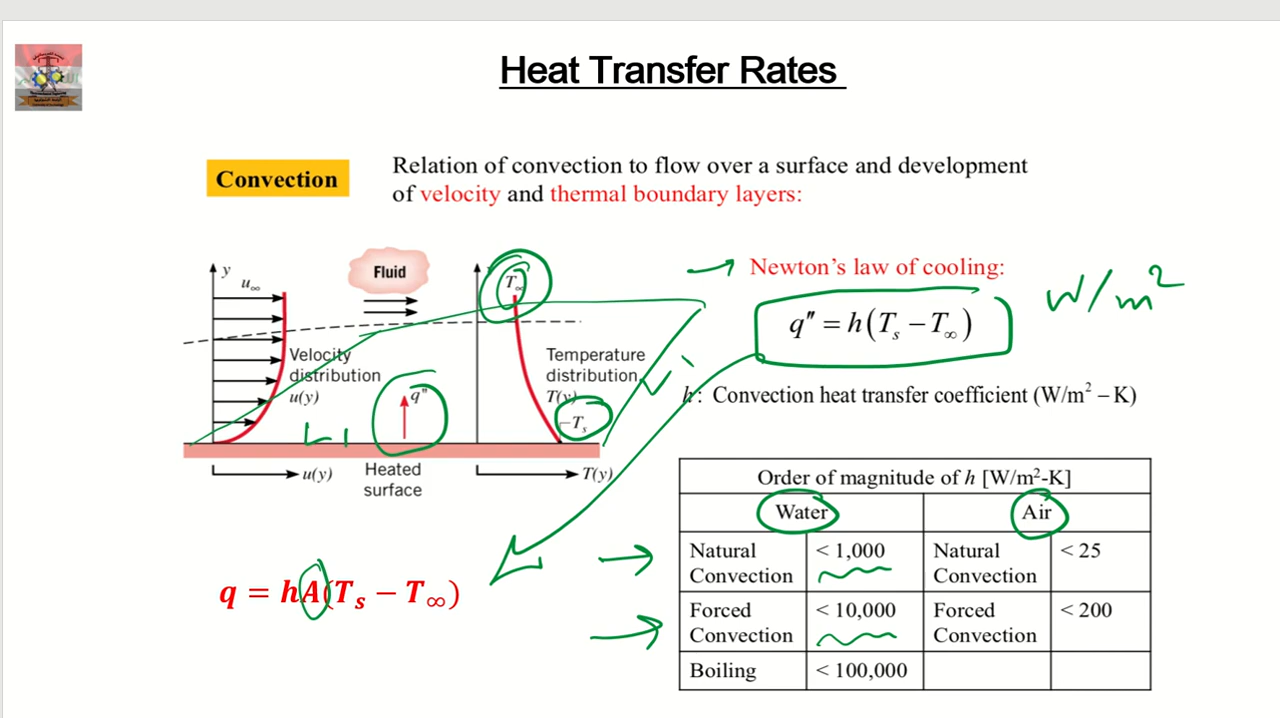 Heat Transfer Rates
Convection
Relation of convection to flow over a surface and development
of velocity and thermal boundary layers:
y
u∞
Fluid
T∞
Velocity
distribution
u(y)
q"
Temperature
distribution
T(y)
Ts
u(y)
Heated
surface
T(y)
Newton's law of cooling:
q" = h(Ts − T∞)
W/m²
h: Convection heat transfer coefficient (W/m² – K)
q = hA(Ts − T∞)
Order of magnitude of h [W/m²-K]
Water Air
Natural Convection < 1,000 Natural Convection < 25
Forced Convection < 10,000 Forced Convection < 200
Boiling < 100,000